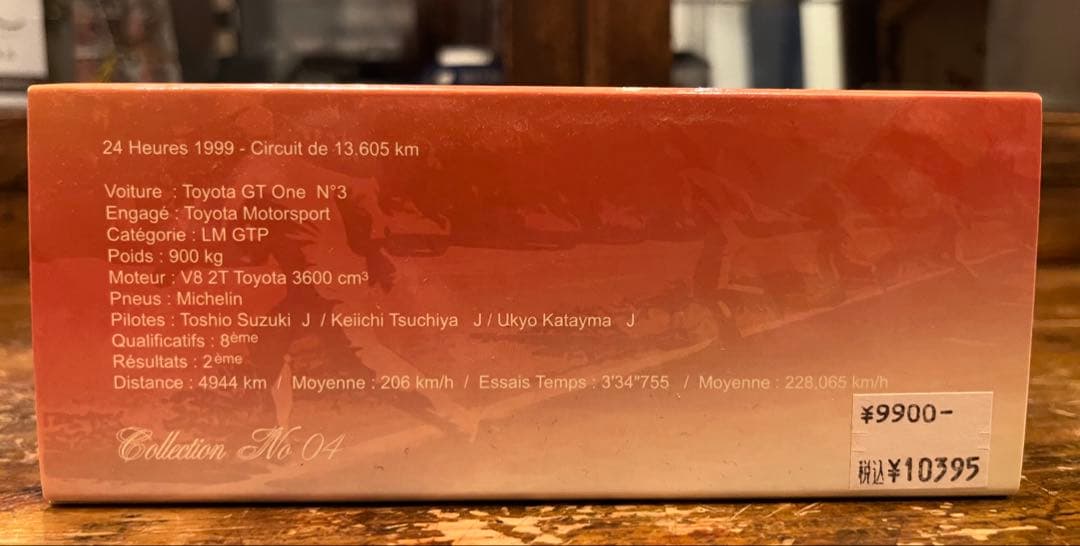 24 Heures 1999 - Circuit de 13.605 km
Voiture : Toyota GT One N°3
Engagé : Toyota Motorsport
Catégorie : LM GTP
Poids : 900 kg
Moteur : V8 2T Toyota 3600 cm³
Pneus : Michelin
Pilotes : Toshio Suzuki J / Keiichi Tsuchiya J / Ukyo Katayma J
Qualificatifs : 8ème
Résultats : 2ème
Distance : 4944 km / Moyenne : 206 km/h / Essais Temps : 3'34"755 / Moyenne : 228,065 km/h
Collection No 04
¥9900-
税込¥10395